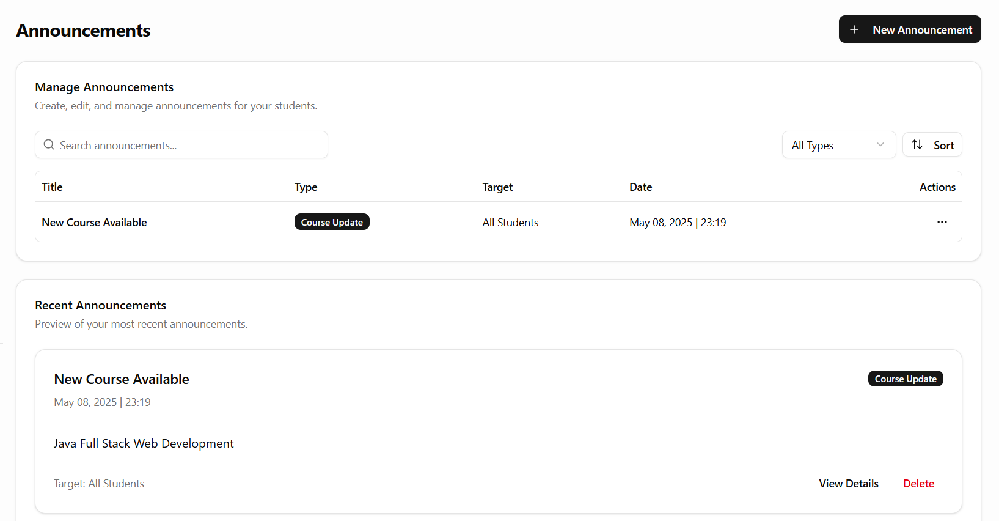 Announcements
+ New Announcement
Manage Announcements
Create, edit, and manage announcements for your students.
Search announcements...
All Types
Sort
Title Type Target Date Actions
New Course Available Course Update All Students May 08, 2025 | 23:19 ...
Recent Announcements
Preview of your most recent announcements.
New Course Available Course Update
May 08, 2025 | 23:19
Java Full Stack Web Development
Target: All Students View Details Delete